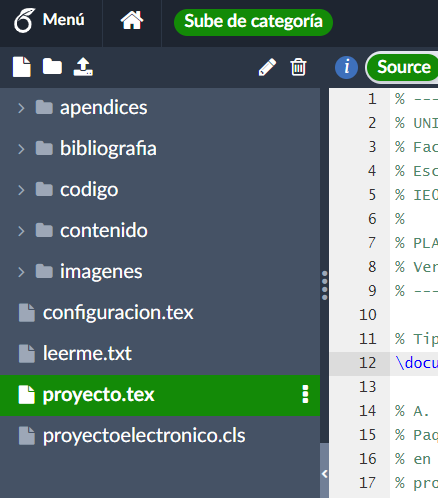 Menú
Sube de categoría
Source
apendices
bibliografia
codigo
contenido
imagenes
configuracion.tex
leerme.txt
proyecto.tex
proyectoelectronico.cls
1 % ---
2 % UNI
3 % Fac
4 % Esc
5 % IE0
6 %
7 % PLA
8 % Ver
9 % ---
10
11 % Tip
12 \docu
13
14 % A.
15 % Paq
16 % en
17 % pro